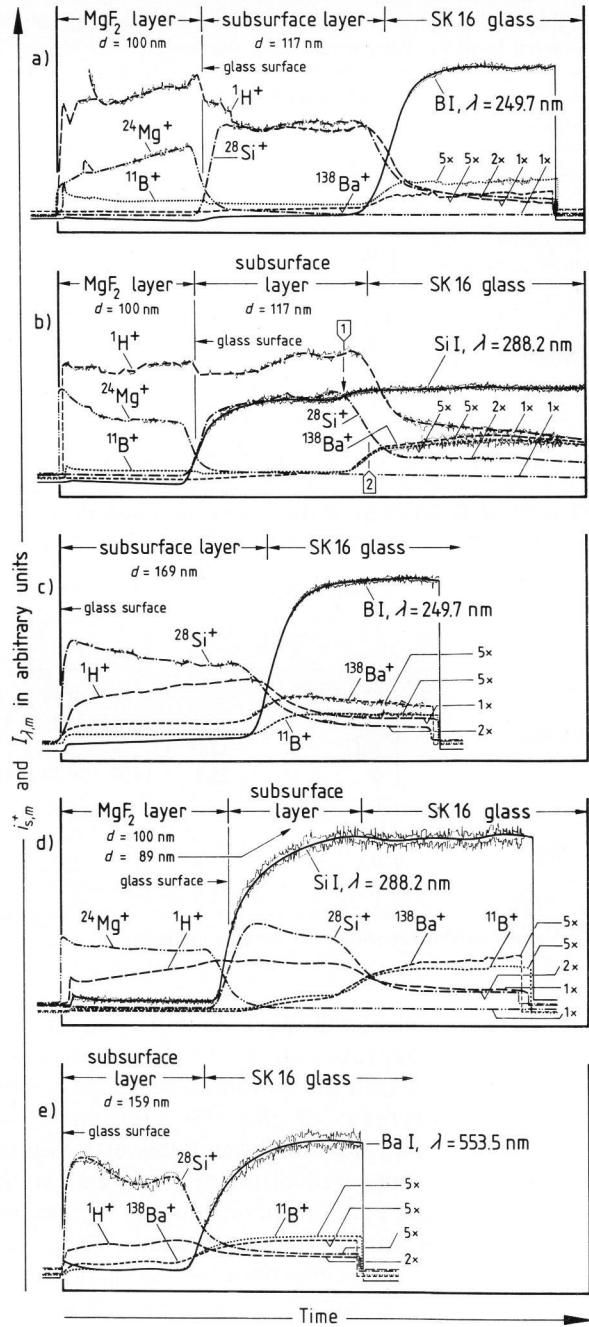 i⁺s,m and Iλ,m in arbitrary units
a)
MgF₂ layer
d = 100 nm
subsurface layer
d = 117 nm
SK 16 glass
glass surface
¹H⁺
B I, λ = 249.7 nm
²⁴Mg⁺
²⁸Si⁺
¹¹B⁺
¹³⁸Ba⁺
5× 5× 2× 1× 1×
b)
MgF₂ layer
d = 100 nm
subsurface
layer
d = 117 nm
SK 16 glass
glass surface
1
¹H⁺
Si I, λ = 288.2 nm
²⁴Mg⁺
²⁸Si⁺
¹³⁸Ba⁺
5× 5× 2× 1× 1×
¹¹B⁺
2
c)
subsurface layer
d = 169 nm
SK 16 glass
glass surface
B I, λ = 249.7 nm
²⁸Si⁺
¹H⁺
¹³⁸Ba⁺
5×
5×
1×
2×
¹¹B⁺
d)
MgF₂ layer
d = 100 nm
d = 89 nm
subsurface
layer
SK 16 glass
glass surface
Si I, λ = 288.2 nm
²⁴Mg⁺
¹H⁺
²⁸Si⁺
¹³⁸Ba⁺
¹¹B⁺
5×
5×
2×
1×
1×
e)
subsurface
layer
d = 159 nm
SK 16 glass
glass surface
²⁸Si⁺
Ba I, λ = 553.5 nm
¹H⁺
¹³⁸Ba⁺
¹¹B⁺
5×
5×
5×
2×
Time